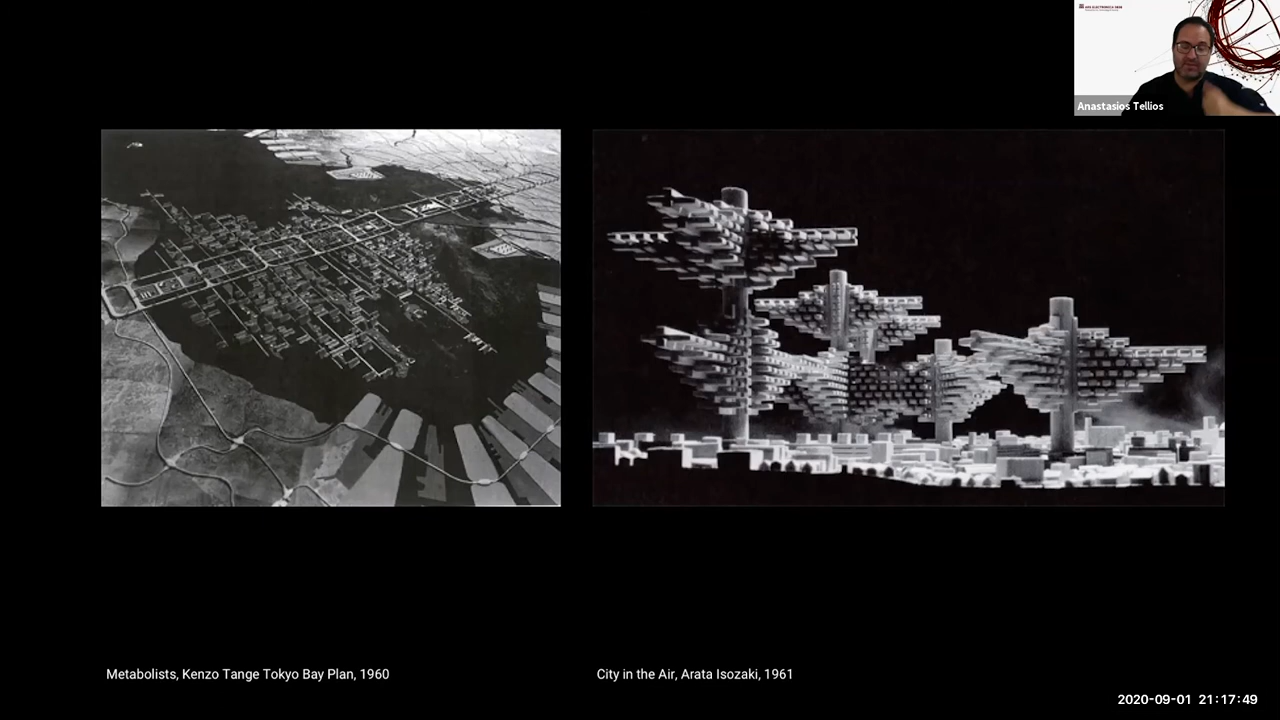 Anastasios Tellios
Metabolists, Kenzo Tange Tokyo Bay Plan, 1960
City in the Air, Arata Isozaki, 1961
2020-09-01 21:17:49